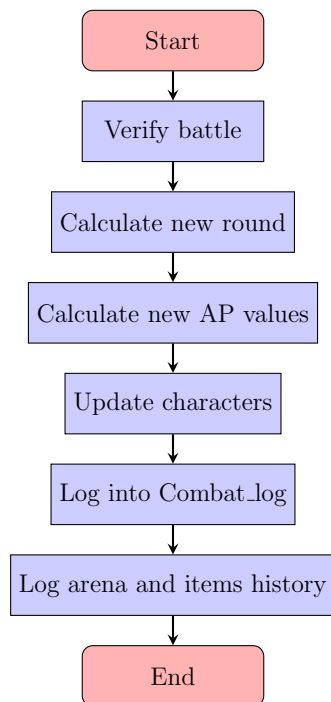 Start
Verify battle
Calculate new round
Calculate new AP values
Update characters
Log into Combat_log
Log arena and items history
End